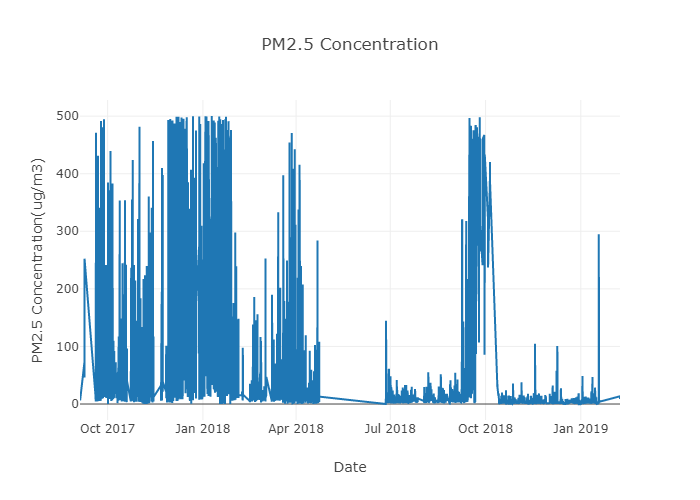 PM2.5 Concentration
500
400
300
200
100
0
PM2.5 Concentration(ug/m3)
Oct 2017 Jan 2018 Apr 2018 Jul 2018 Oct 2018 Jan 2019
Date